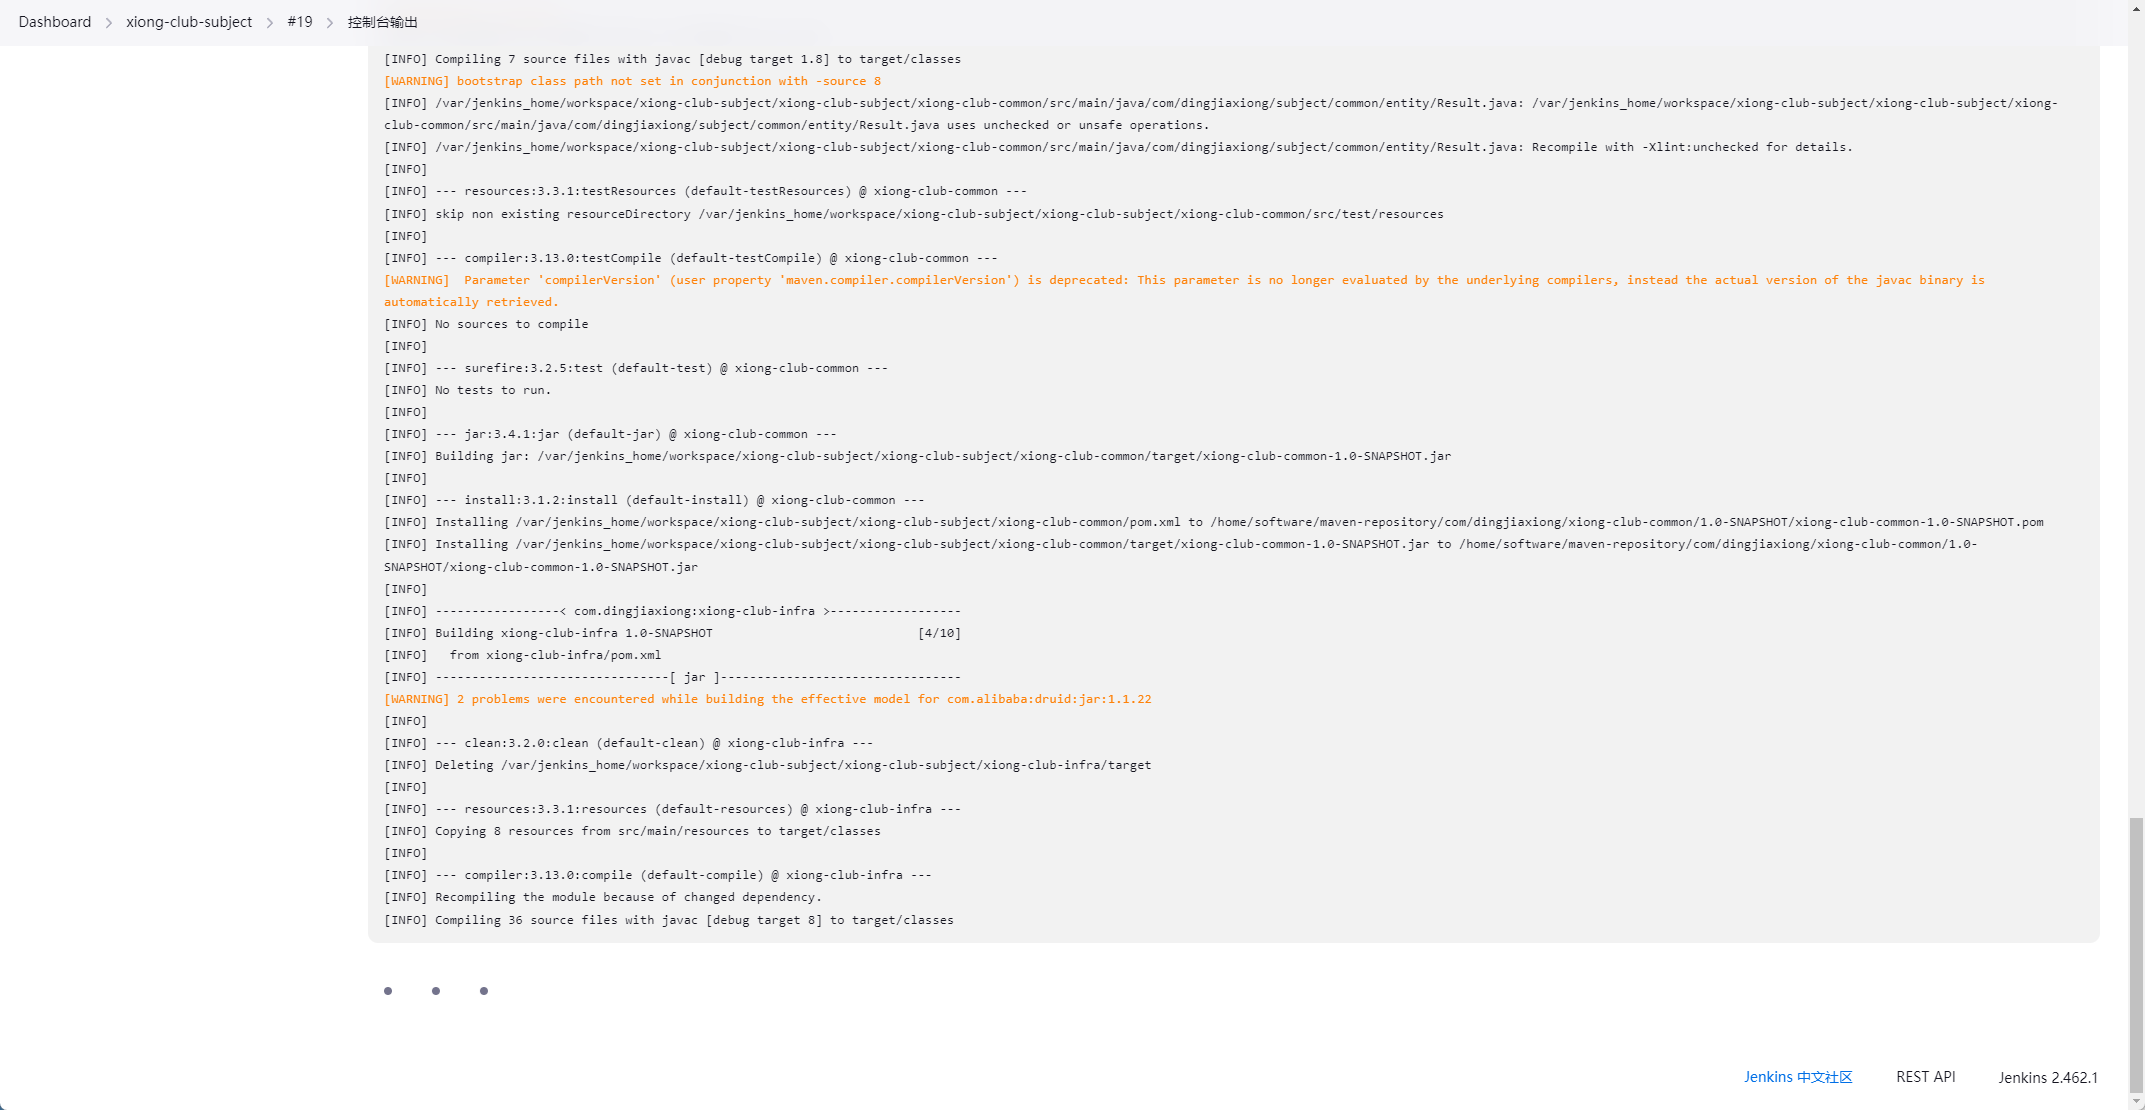 Dashboard > xiong-club-subject > #19 > 控制台输出
[INFO] Compiling 7 source files with javac [debug target 1.8] to target/classes
[WARNING] bootstrap class path not set in conjunction with -source 8
[INFO] /var/jenkins_home/workspace/xiong-club-subject/xiong-club-subject/xiong-club-common/src/main/java/com/dingjiaxiong/subject/common/entity/Result.java: /var/jenkins_home/workspace/xiong-club-subject/xiong-club-subject/xiong-
club-common/src/main/java/com/dingjiaxiong/subject/common/entity/Result.java uses unchecked or unsafe operations.
[INFO] /var/jenkins_home/workspace/xiong-club-subject/xiong-club-subject/xiong-club-common/src/main/java/com/dingjiaxiong/subject/common/entity/Result.java: Recompile with -Xlint:unchecked for details.
[INFO]
[INFO] --- resources:3.3.1:testResources (default-testResources) @ xiong-club-common ---
[INFO] skip non existing resourceDirectory /var/jenkins_home/workspace/xiong-club-subject/xiong-club-subject/xiong-club-common/src/test/resources
[INFO]
[INFO] --- compiler:3.13.0:testCompile (default-testCompile) @ xiong-club-common ---
[WARNING]  Parameter 'compilerVersion' (user property 'maven.compiler.compilerVersion') is deprecated: This parameter is no longer evaluated by the underlying compilers, instead the actual version of the javac binary is
automatically retrieved.
[INFO] No sources to compile
[INFO]
[INFO] --- surefire:3.2.5:test (default-test) @ xiong-club-common ---
[INFO] No tests to run.
[INFO]
[INFO] --- jar:3.4.1:jar (default-jar) @ xiong-club-common ---
[INFO] Building jar: /var/jenkins_home/workspace/xiong-club-subject/xiong-club-subject/xiong-club-common/target/xiong-club-common-1.0-SNAPSHOT.jar
[INFO]
[INFO] --- install:3.1.2:install (default-install) @ xiong-club-common ---
[INFO] Installing /var/jenkins_home/workspace/xiong-club-subject/xiong-club-subject/xiong-club-common/pom.xml to /home/software/maven-repository/com/dingjiaxiong/xiong-club-common/1.0-SNAPSHOT/xiong-club-common-1.0-SNAPSHOT.pom
[INFO] Installing /var/jenkins_home/workspace/xiong-club-subject/xiong-club-subject/xiong-club-common/target/xiong-club-common-1.0-SNAPSHOT.jar to /home/software/maven-repository/com/dingjiaxiong/xiong-club-common/1.0-
SNAPSHOT/xiong-club-common-1.0-SNAPSHOT.jar
[INFO]
[INFO] -----------------< com.dingjiaxiong:xiong-club-infra >------------------
[INFO] Building xiong-club-infra 1.0-SNAPSHOT                            [4/10]
[INFO]   from xiong-club-infra/pom.xml
[INFO] --------------------------------[ jar ]---------------------------------
[WARNING] 2 problems were encountered while building the effective model for com.alibaba:druid:jar:1.1.22
[INFO]
[INFO] --- clean:3.2.0:clean (default-clean) @ xiong-club-infra ---
[INFO] Deleting /var/jenkins_home/workspace/xiong-club-subject/xiong-club-subject/xiong-club-infra/target
[INFO]
[INFO] --- resources:3.3.1:resources (default-resources) @ xiong-club-infra ---
[INFO] Copying 8 resources from src/main/resources to target/classes
[INFO]
[INFO] --- compiler:3.13.0:compile (default-compile) @ xiong-club-infra ---
[INFO] Recompiling the module because of changed dependency.
[INFO] Compiling 36 source files with javac [debug target 8] to target/classes
Jenkins 中文社区 REST API Jenkins 2.462.1